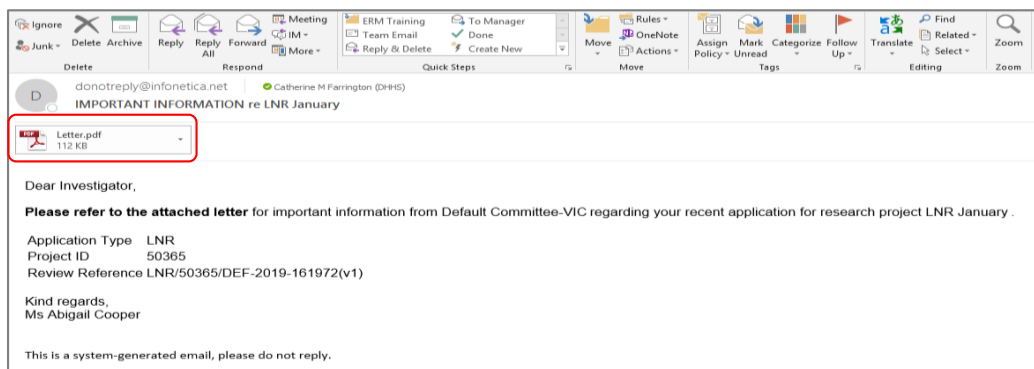 Ignore
Junk
Delete
Archive
Reply
Reply All
Forward
Meeting
IM
More
ERM Training
Team Email
Reply & Delete
To Manager
Done
Create New
Move
Rules
OneNote
Actions
Assign Policy
Mark Unread
Categorize
Follow Up
Translate
Find
Related
Select
Zoom
Delete
Respond
Quick Steps
Move
Tags
Editing
Zoom
D
donotreply@infonetica.net Catherine M Farrington (DHHS)
IMPORTANT INFORMATION re LNR January
PDF
Letter.pdf
112 KB
Dear Investigator,
Please refer to the attached letter for important information from Default Committee-VIC regarding your recent application for research project LNR January .
Application Type LNR
Project ID 50365
Review Reference LNR/50365/DEF-2019-161972(v1)
Kind regards,
Ms Abigail Cooper
This is a system-generated email, please do not reply.